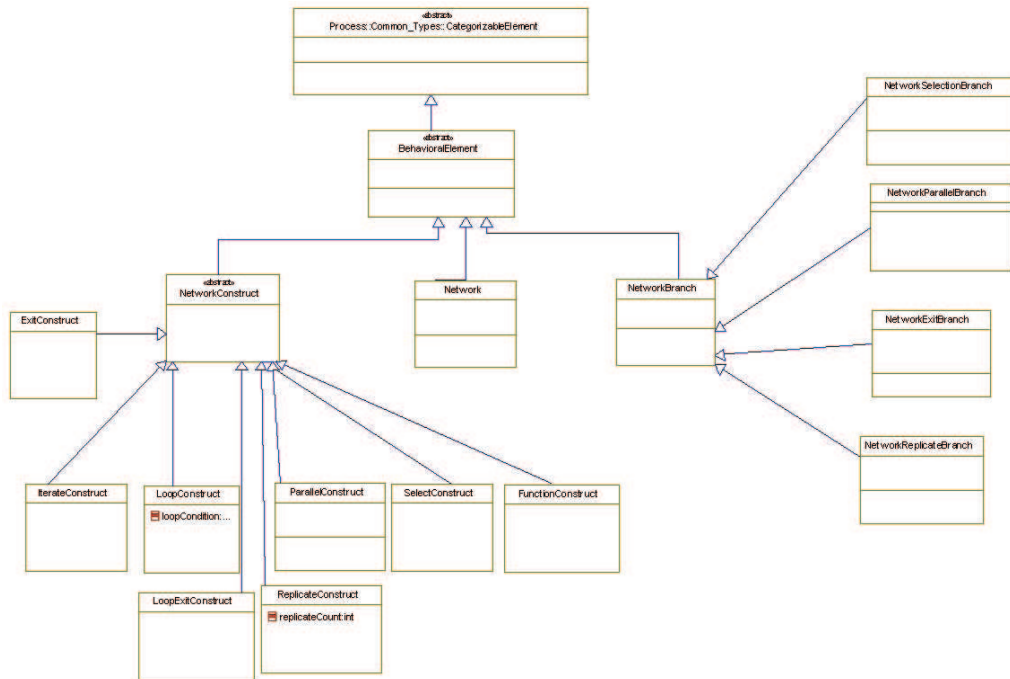 «abstract»
Process::Common_Types::CategorizableElement
«abstract»
BehavioralElement
NetworkSelectionBranch
NetworkParallelBranch
«abstract»
NetworkConstruct
Network
NetworkBranch
ExitConstruct
NetworkExitBranch
NetworkReplicateBranch
IterateConstruct
LoopConstruct
loopCondition:...
ParallelConstruct
SelectConstruct
FunctionConstruct
LoopExitConstruct
ReplicateConstruct
replicateCount:int